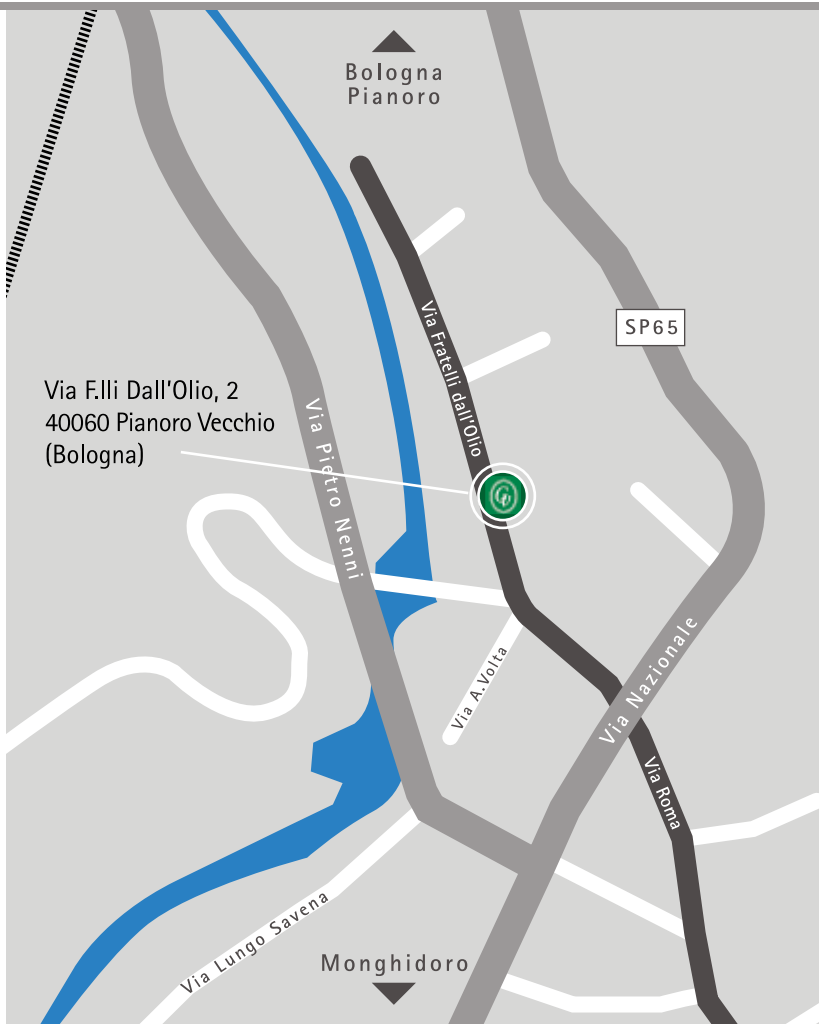 Bologna
Pianoro
SP65
Via Fratelli dall'Olio
Via F.lli Dall'Olio, 2
40060 Pianoro Vecchio
(Bologna)
Via Pietro Nenni
Via A.Volta
Via Nazionale
Via Roma
Via Lungo Savena
Monghidoro